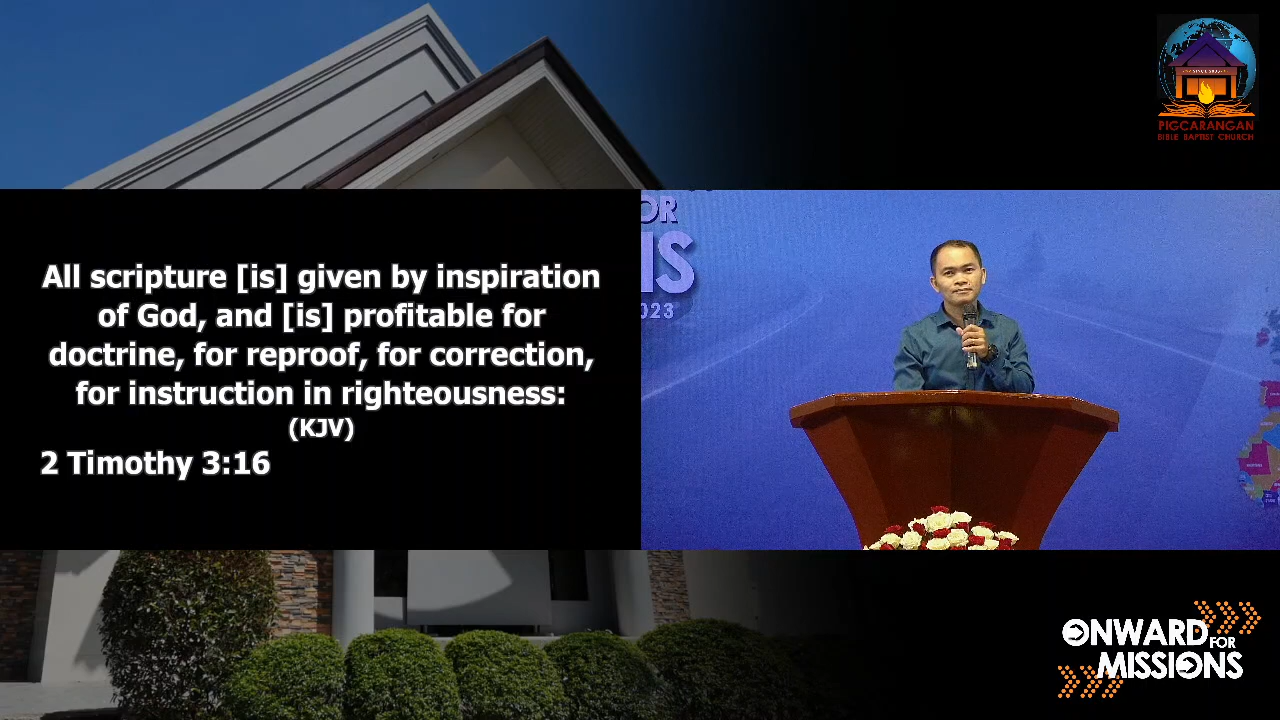 PIGCARANGAN
BIBLE BAPTIST CHURCH
All scripture [is] given by inspiration
of God, and [is] profitable for
doctrine, for reproof, for correction,
for instruction in righteousness:
(KJV)
2 Timothy 3:16
OR
IS
023
ONWARD FOR
MISSIONS